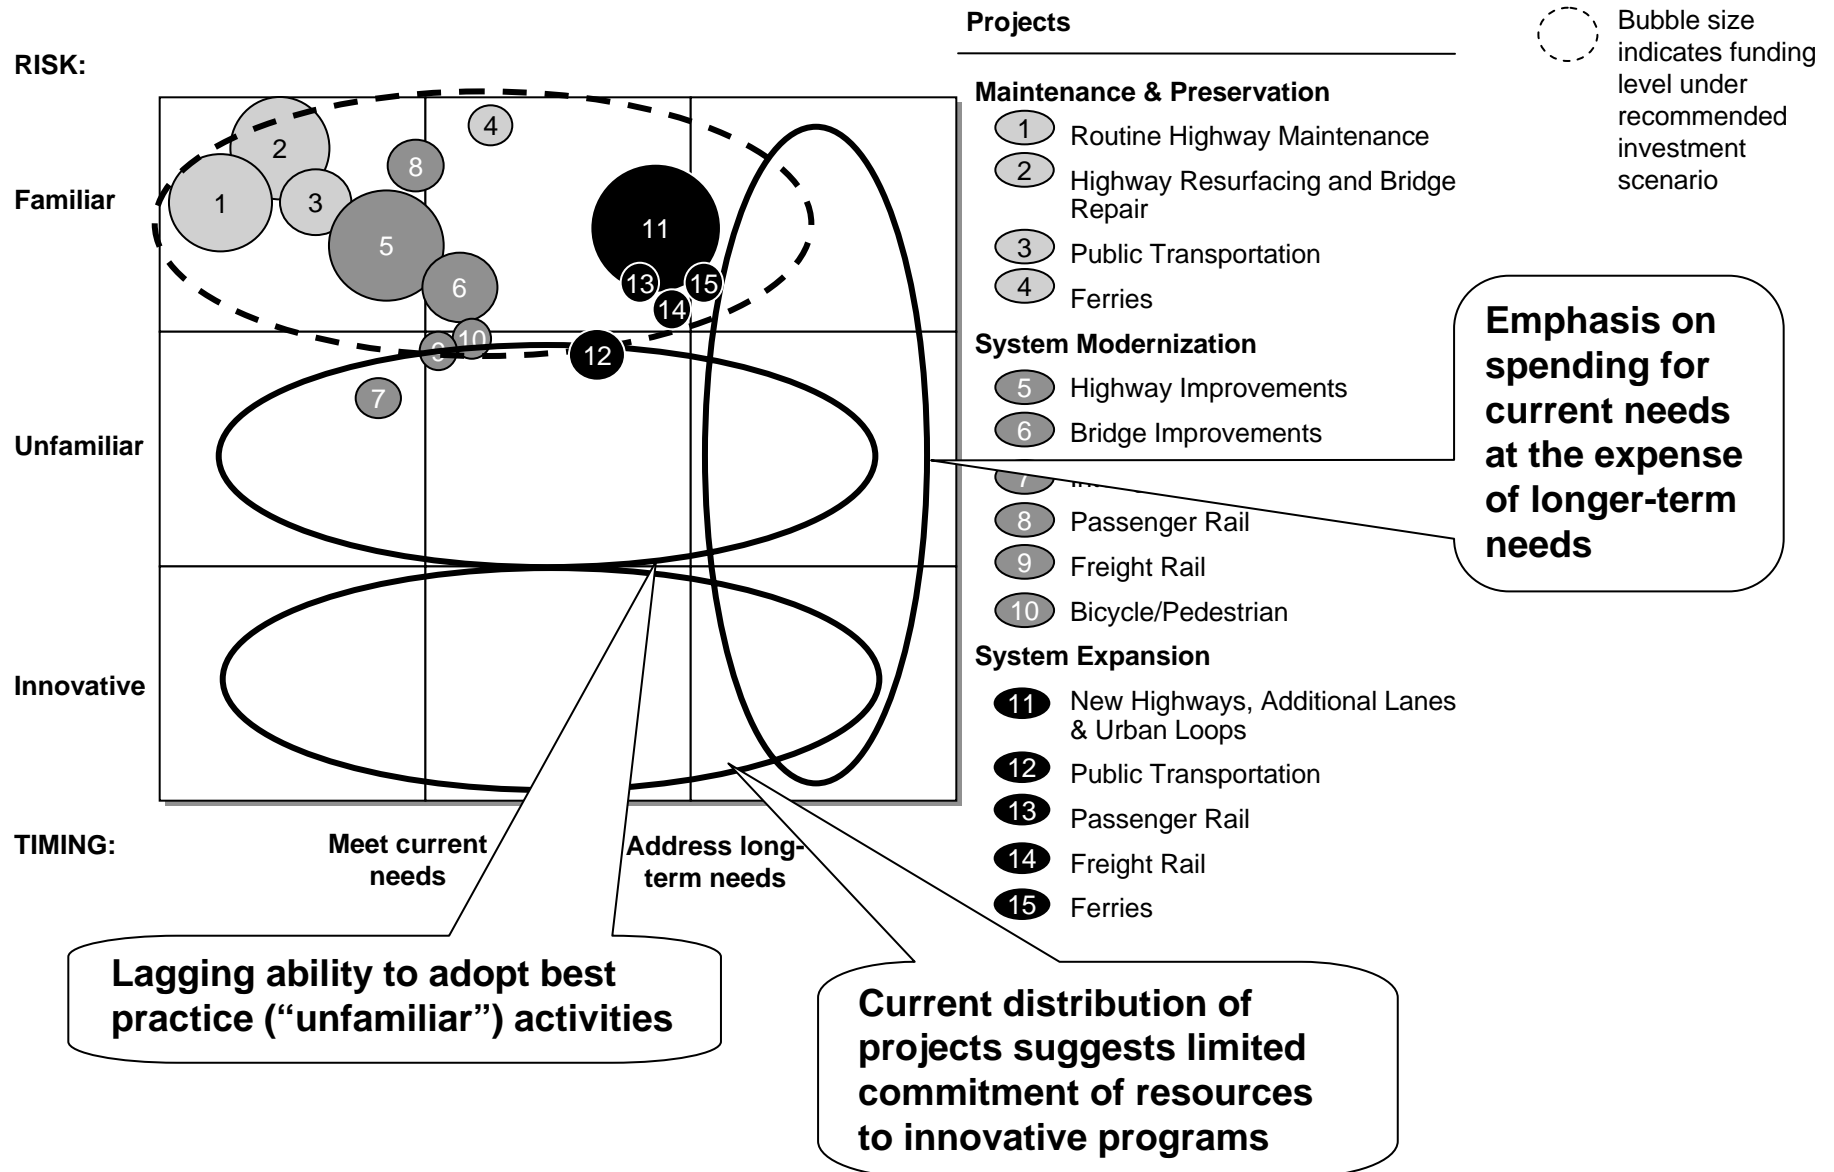 Projects
Bubble size
indicates funding
level under
recommended
investment
scenario
RISK:
Maintenance & Preservation
1 Routine Highway Maintenance
2 Highway Resurfacing and Bridge
Repair
3 Public Transportation
4 Ferries
System Modernization
5 Highway Improvements
6 Bridge Improvements
7
8 Passenger Rail
9 Freight Rail
10 Bicycle/Pedestrian
System Expansion
11 New Highways, Additional Lanes
& Urban Loops
12 Public Transportation
13 Passenger Rail
14 Freight Rail
15 Ferries
Familiar
Unfamiliar
Innovative
4
2
8
1
3
5
11
6
13
15
14
10
9
12
7
TIMING:
Meet current
needs
Address long-
term needs
Emphasis on
spending for
current needs
at the expense
of longer-term
needs
Lagging ability to adopt best
practice (“unfamiliar”) activities
Current distribution of
projects suggests limited
commitment of resources
to innovative programs